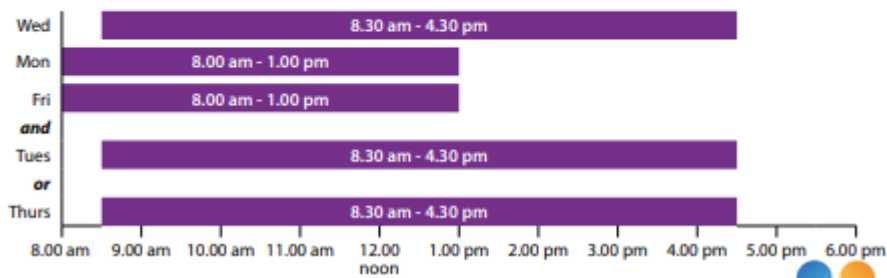 Wed 8.30 am - 4.30 pm
Mon 8.00 am - 1.00 pm
Fri 8.00 am - 1.00 pm
and
Tues 8.30 am - 4.30 pm
or
Thurs 8.30 am - 4.30 pm
8.00 am 9.00 am 10.00 am 11.00 am 12.00 1.00 pm 2.00 pm 3.00 pm 4.00 pm 5.00 pm 6.00 pm
noon